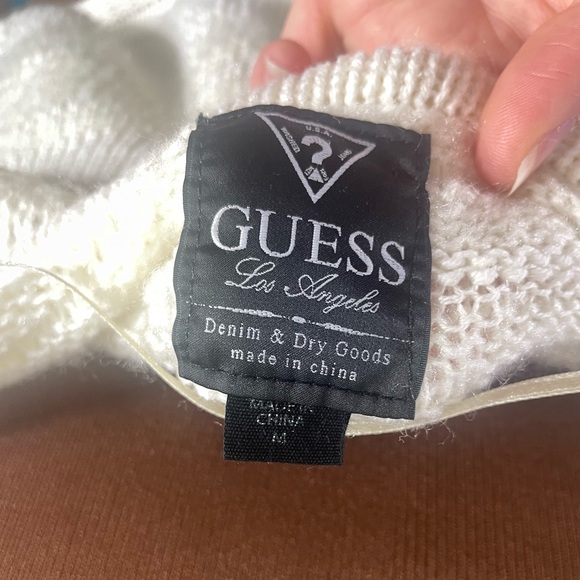 U.S.A.
?
GUESS
Los Angeles
Denim & Dry Goods
made in china
MADE IN
CHINA
M